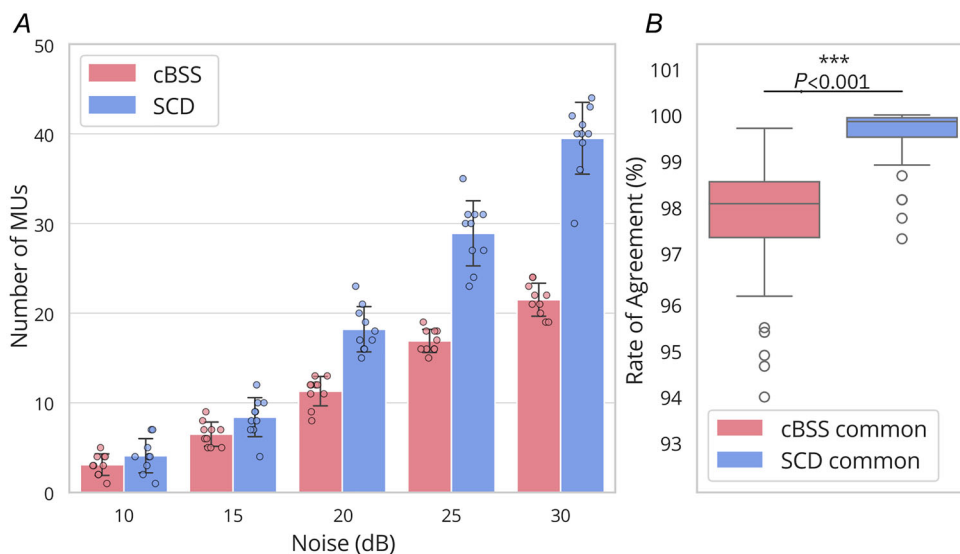 A
50
40
30
20
10
0
Number of MUs
cBSS
SCD
10
15
20
25
30
Noise (dB)
B
101
100
99
98
97
96
95
94
93
Rate of Agreement (%)
***
P<0.001
cBSS common
SCD common